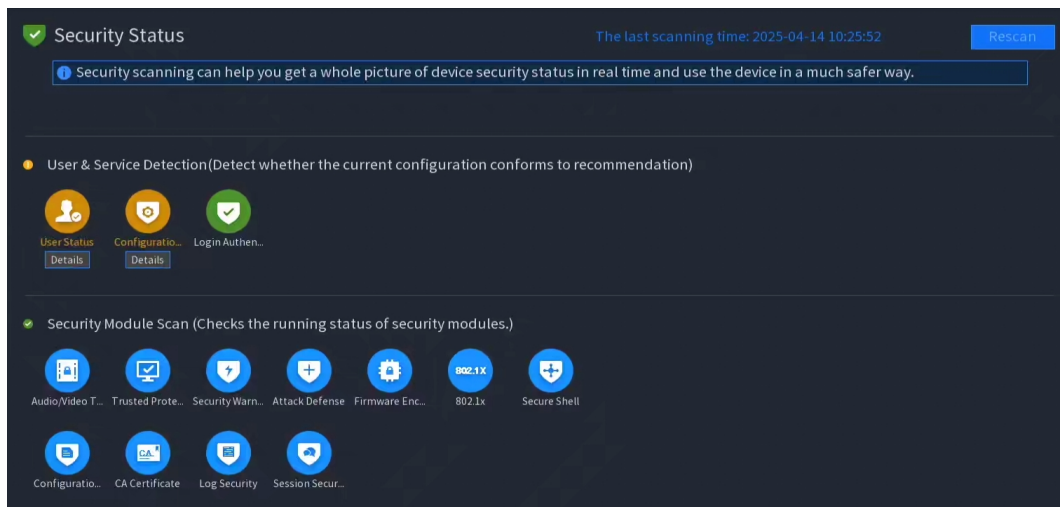 Security Status
The last scanning time: 2025-04-14 10:25:52
Rescan
Security scanning can help you get a whole picture of device security status in real time and use the device in a much safer way.
User & Service Detection(Detect whether the current configuration conforms to recommendation)
User Status Configuratio... Login Authen...
Details Details
Security Module Scan (Checks the running status of security modules.)
802.1X
Audio/Video T... Trusted Prote... Security Warn... Attack Defense Firmware Enc... 802.1x Secure Shell
CA
Configuratio... CA Certificate Log Security Session Secur...